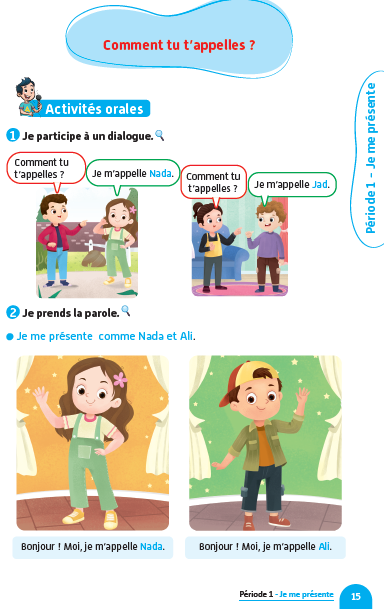 Comment tu t'appelles ?
Activités orales
1 Je participe à un dialogue.
Comment tu
t'appelles ?
Je m'appelle Nada.
Comment tu
t'appelles ?
Je m'appelle Jad.
2 Je prends la parole.
● Je me présente comme Nada et Ali.
Bonjour ! Moi, je m'appelle Nada.
Bonjour ! Moi, je m'appelle Ali.
Période 1 - Je me présente
Période 1 - Je me présente
15